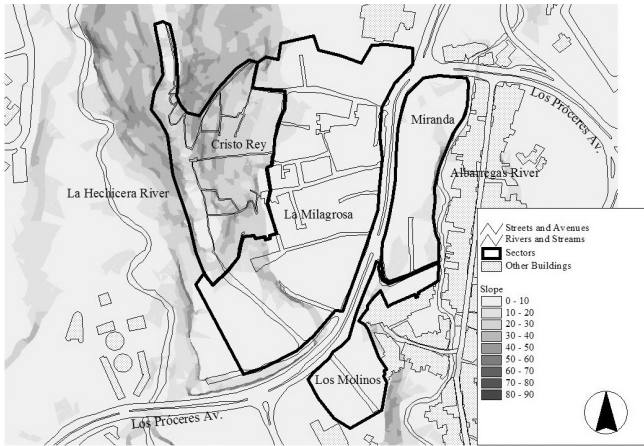 Miranda
Los Próceres Av.
Cristo Rey
La Hechicera River
Albarregas River
La Milagrosa
Streets and Avenues
Rivers and Streams
Sectors
Other Buildings
Slope
0 - 10
10 - 20
20 - 30
30 - 40
40 - 50
50 - 60
60 - 70
70 - 80
80 - 90
Los Molinos
Los Próceres Av.